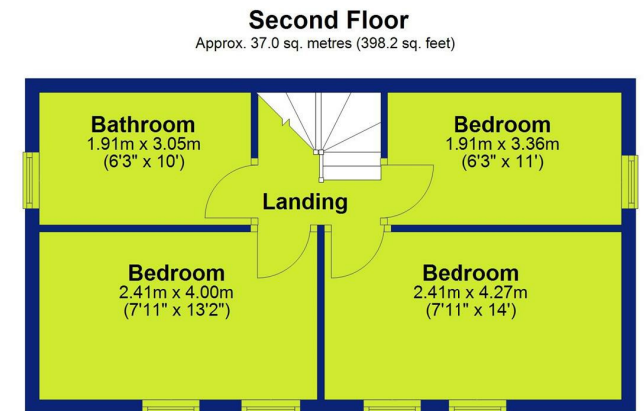 Second Floor
Approx. 37.0 sq. metres (398.2 sq. feet)
Bathroom
1.91m x 3.05m
(6'3" x 10')
Bedroom
1.91m x 3.36m
(6'3" x 11')
Landing
Bedroom
2.41m x 4.00m
(7'11" x 13'2")
Bedroom
2.41m x 4.27m
(7'11" x 14')